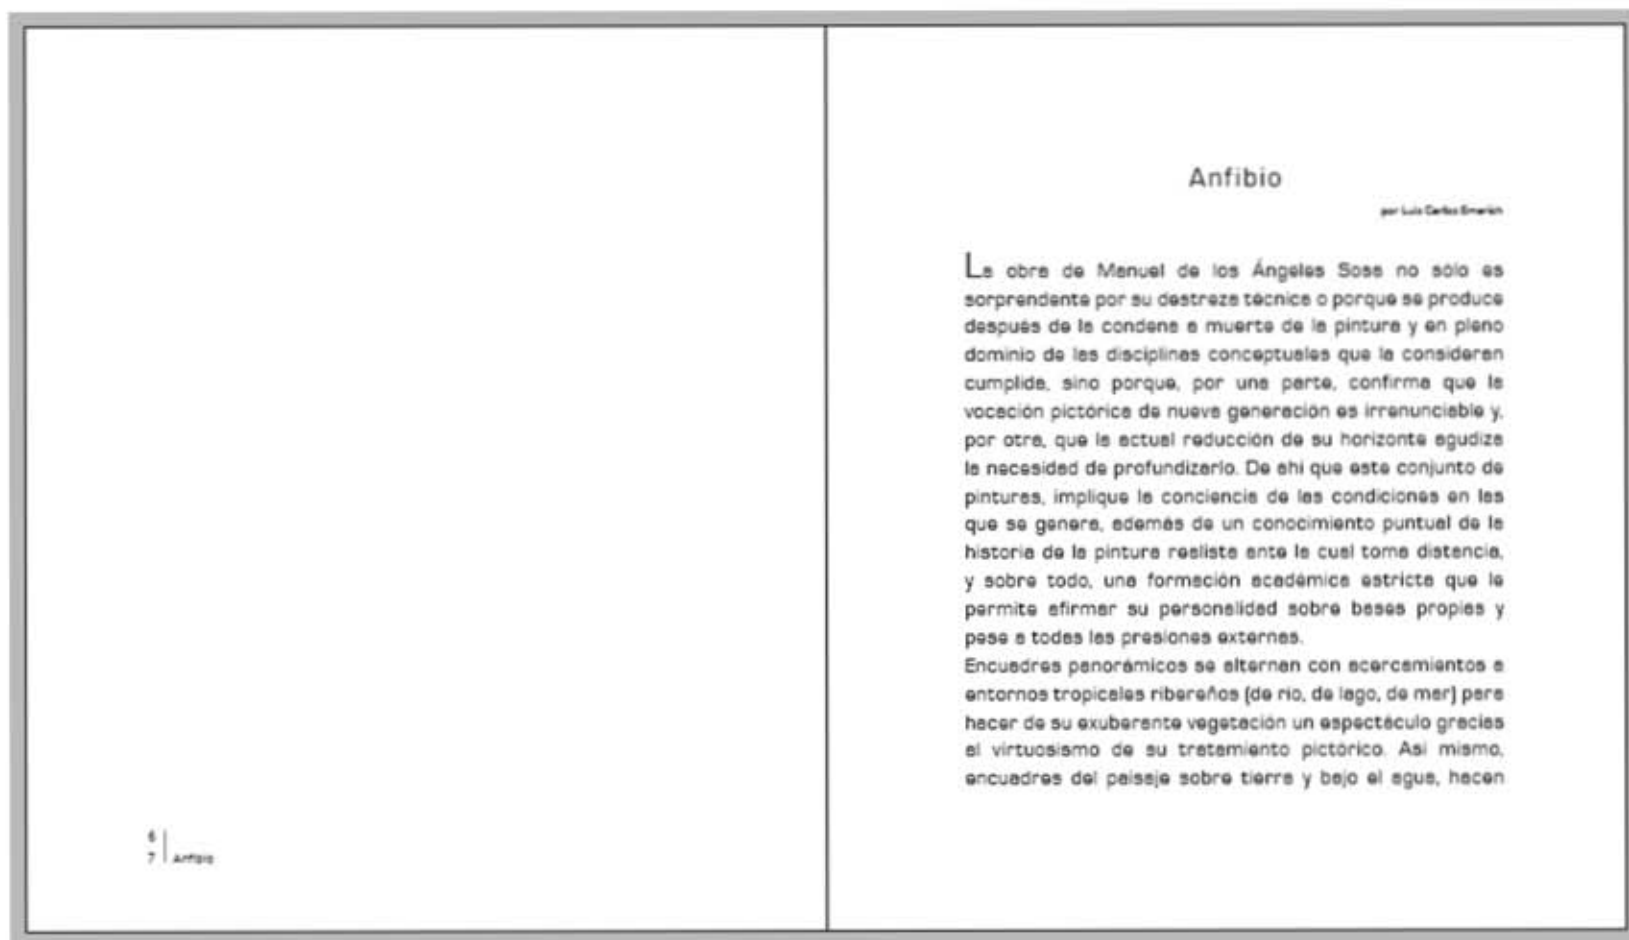 6
7 Anfibio
Anfibio
por Luis Carlos Emerich
La obra de Manuel de los Ángeles Sosa no sólo es
sorprendente por su destreza técnica o porque se produce
después de la condena a muerte de la pintura y en pleno
dominio de las disciplinas conceptuales que la consideran
cumplida, sino porque, por una parte, confirma que la
vocación pictórica de nueva generación es irrenunciable y,
por otra, que la actual reducción de su horizonte agudiza
la necesidad de profundizarlo. De ahí que este conjunto de
pinturas, implique la conciencia de las condiciones en las
que se genera, además de un conocimiento puntual de la
historia de la pintura realista ante la cual toma distancia,
y sobre todo, una formación académica estricta que le
permite afirmar su personalidad sobre bases propias y
pese a todas las presiones externas.
Encuadres panorámicos se alternan con acercamientos a
entornos tropicales ribereños (de río, de lago, de mar) para
hacer de su exuberante vegetación un espectáculo gracias
al virtuosismo de su tratamiento pictórico. Así mismo,
encuadres del paisaje sobre tierra y bajo el agua, hacen